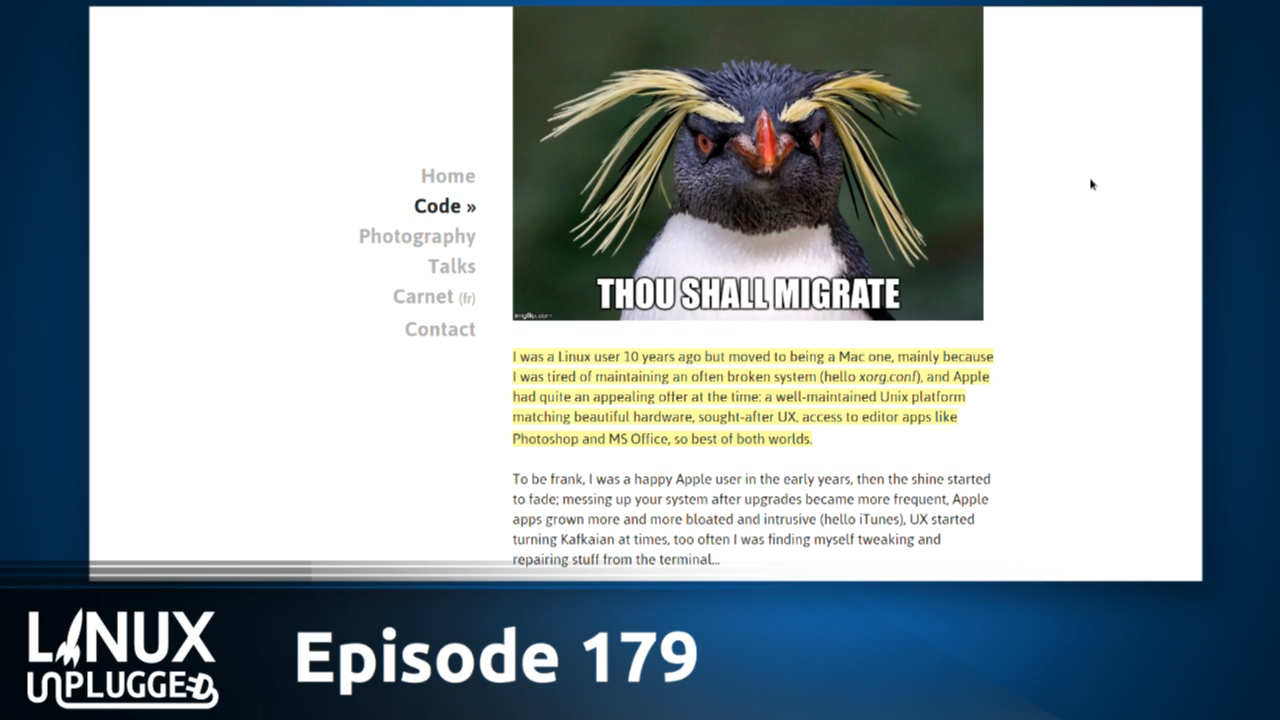 THOU SHALL MIGRATE
imgflip.com
Home
Code »
Photography
Talks
Carnet (fr)
Contact
I was a Linux user 10 years ago but moved to being a Mac one, mainly because
I was tired of maintaining an often broken system (hello xorg.conf), and Apple
had quite an appealing offer at the time: a well-maintained Unix platform
matching beautiful hardware, sought-after UX, access to editor apps like
Photoshop and MS Office, so best of both worlds.
To be frank, I was a happy Apple user in the early years, then the shine started
to fade; messing up your system after upgrades became more frequent, Apple
apps grown more and more bloated and intrusive (hello iTunes), UX started
turning Kafkaian at times, too often I was finding myself tweaking and
repairing stuff from the terminal...
LINUX
UNPLUGGED
Episode 179